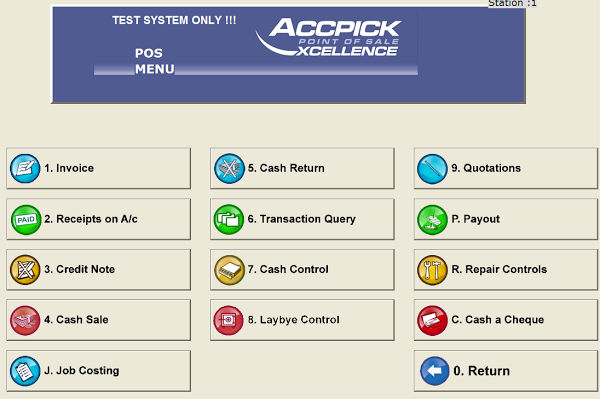 Station :1
TEST SYSTEM ONLY !!!
ACCPICK
POINT OF SALE
XCELLENCE
POS
MENU
1. Invoice
5. Cash Return
9. Quotations
PAID
2. Receipts on A/c
6. Transaction Query
P. Payout
3. Credit Note
7. Cash Control
R. Repair Controls
4. Cash Sale
8. Laybye Control
C. Cash a Cheque
J. Job Costing
0. Return